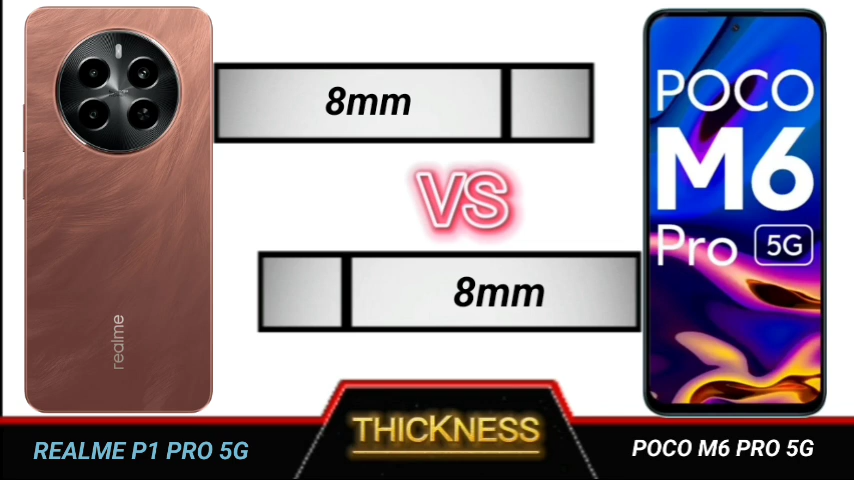 realme
8mm
VS
8mm
POCO
M6
Pro 5G
THICKNESS
REALME P1 PRO 5G
POCO M6 PRO 5G